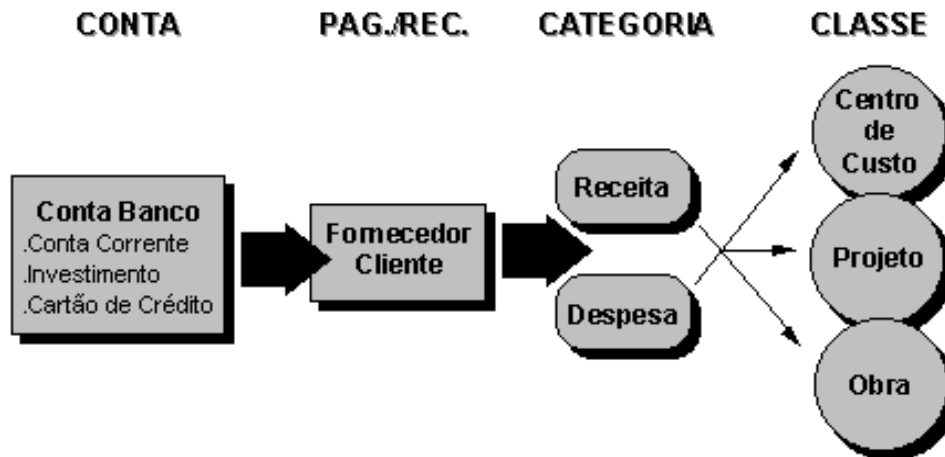 CONTA
PAG./REC.
CATEGORIA
CLASSE
Conta Banco
.Conta Corrente
.Investimento
.Cartão de Crédito
Fornecedor
Cliente
Receita
Despesa
Centro
de
Custo
Projeto
Obra